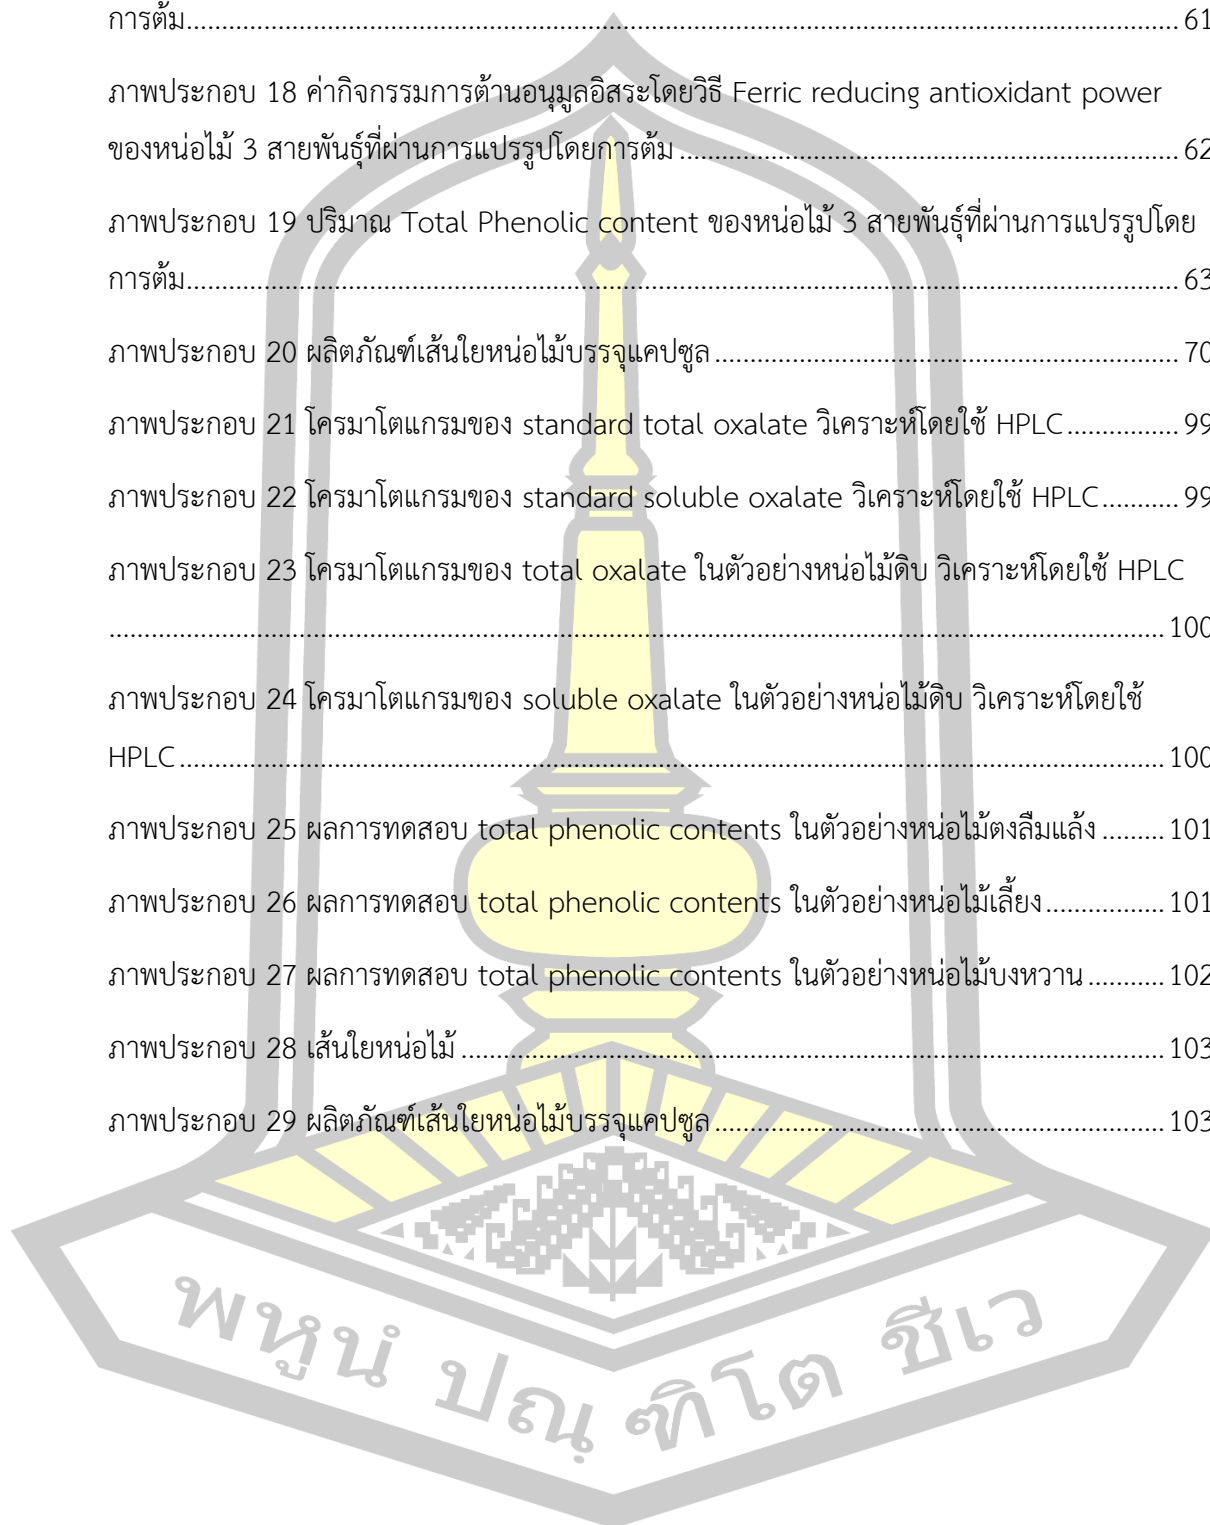 การต้ม.......................................................................................................................................... 61
ภาพประกอบ 18 ค่ากิจกรรมการต้านอนุมูลอิสระโดยวิธี Ferric reducing antioxidant power
ของหน่อไม้ 3 สายพันธุ์ที่ผ่านการแปรรูปโดยการต้ม ..................................................................... 62
ภาพประกอบ 19 ปริมาณ Total Phenolic content ของหน่อไม้ 3 สายพันธุ์ที่ผ่านการแปรรูปโดย
การต้ม.......................................................................................................................................... 63
ภาพประกอบ 20 ผลิตภัณฑ์เส้นใยหน่อไม้บรรจุแคปซูล ................................................................ 70
ภาพประกอบ 21 โครมาโตแกรมของ standard total oxalate วิเคราะห์โดยใช้ HPLC ................ 99
ภาพประกอบ 22 โครมาโตแกรมของ standard soluble oxalate วิเคราะห์โดยใช้ HPLC ........... 99
ภาพประกอบ 23 โครมาโตแกรมของ total oxalate ในตัวอย่างหน่อไม้ดิบ วิเคราะห์โดยใช้ HPLC
.................................................................................................................................................. 100
ภาพประกอบ 24 โครมาโตแกรมของ soluble oxalate ในตัวอย่างหน่อไม้ดิบ วิเคราะห์โดยใช้
HPLC ......................................................................................................................................... 100
ภาพประกอบ 25 ผลการทดสอบ total phenolic contents ในตัวอย่างหน่อไม้ตงลืมแล้ง ......... 101
ภาพประกอบ 26 ผลการทดสอบ total phenolic contents ในตัวอย่างหน่อไม้เลี้ยง ................. 101
ภาพประกอบ 27 ผลการทดสอบ total phenolic contents ในตัวอย่างหน่อไม้บงหวาน ........... 102
ภาพประกอบ 28 เส้นใยหน่อไม้ ................................................................................................. 103
ภาพประกอบ 29 ผลิตภัณฑ์เส้นใยหน่อไม้บรรจุแคปซูล .............................................................. 103
พหูนํ ปณฺฑิโต ชีเว